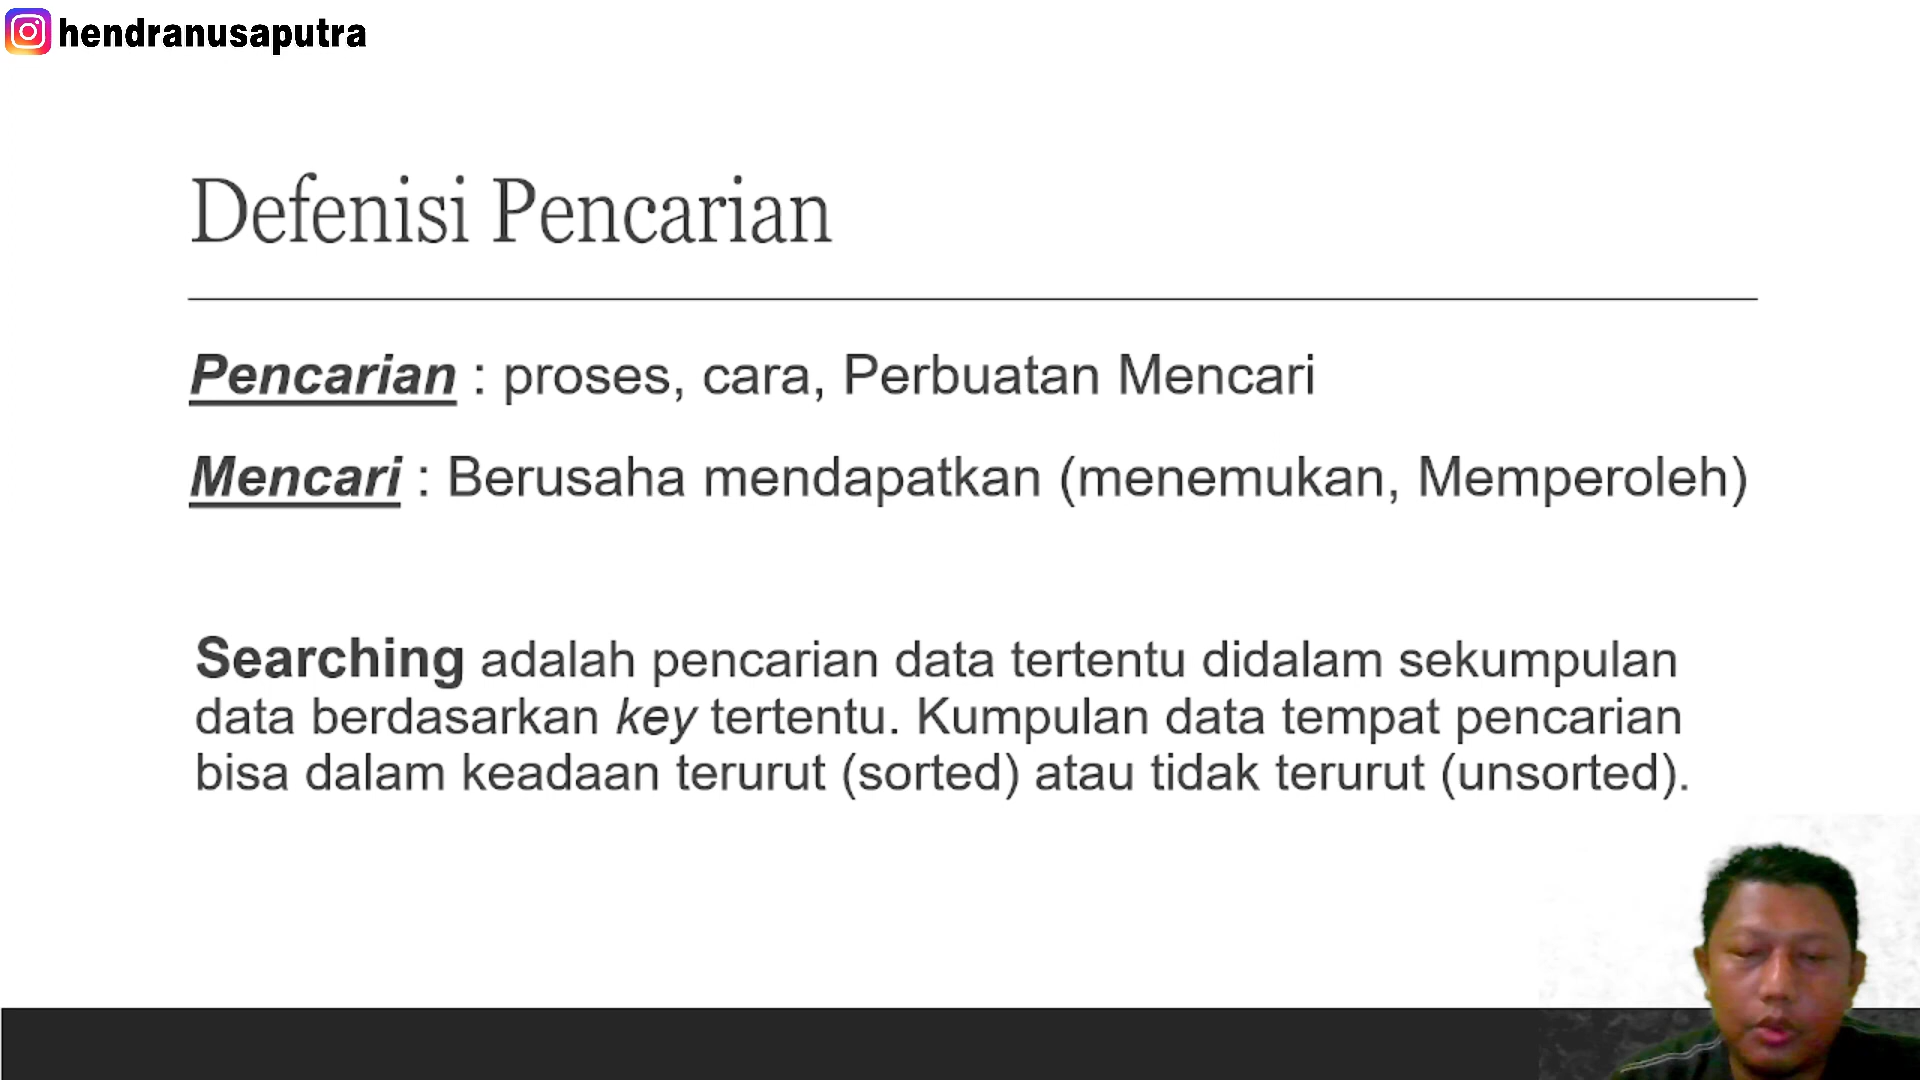 hendranusaputra
Defenisi Pencarian
Pencarian : proses, cara, Perbuatan Mencari
Mencari : Berusaha mendapatkan (menemukan, Memperoleh)
Searching adalah pencarian data tertentu didalam sekumpulan
data berdasarkan key tertentu. Kumpulan data tempat pencarian
bisa dalam keadaan terurut (sorted) atau tidak terurut (unsorted).